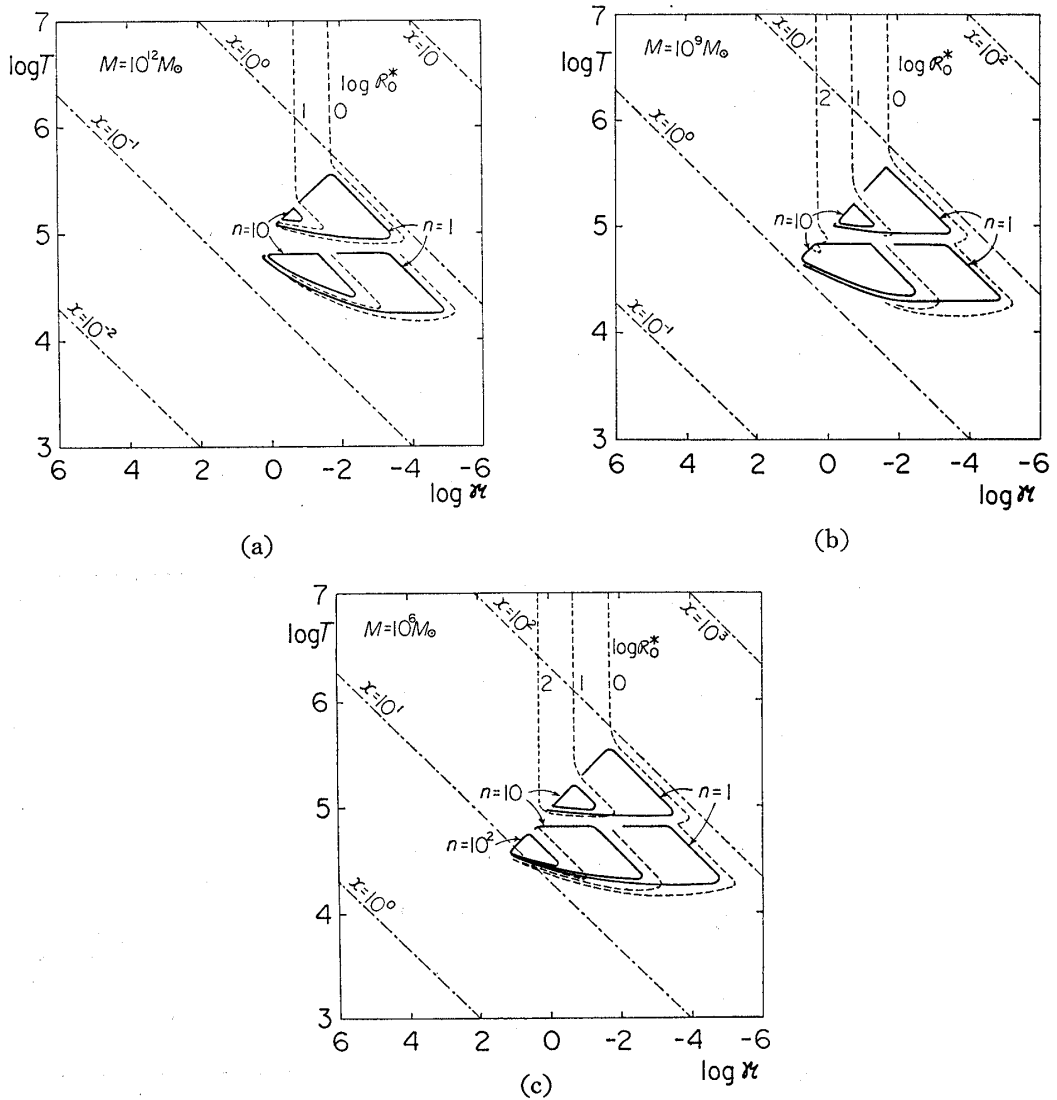 7
logT
6
5
4
3
M=10¹²M☉
x=10⁰
x=10
x=10⁻¹
x=10⁻²
log R₀*
1 0
n=10
n=1
6 4 2 0 -2 -4 -6
log 𝓃
(a)
7
logT
6
5
4
3
M=10⁹M☉
x=10¹
x=10²
x=10⁰
x=10⁻¹
log R₀*
2 1 0
n=10
n=1
6 4 2 0 -2 -4 -6
log 𝓃
(b)
7
logT
6
5
4
3
M=10⁶M☉
x=10²
x=10³
x=10¹
x=10⁰
log R₀*
2 1 0
n=10
n=1
n=10²
6 4 2 0 -2 -4 -6
log 𝓃
(c)